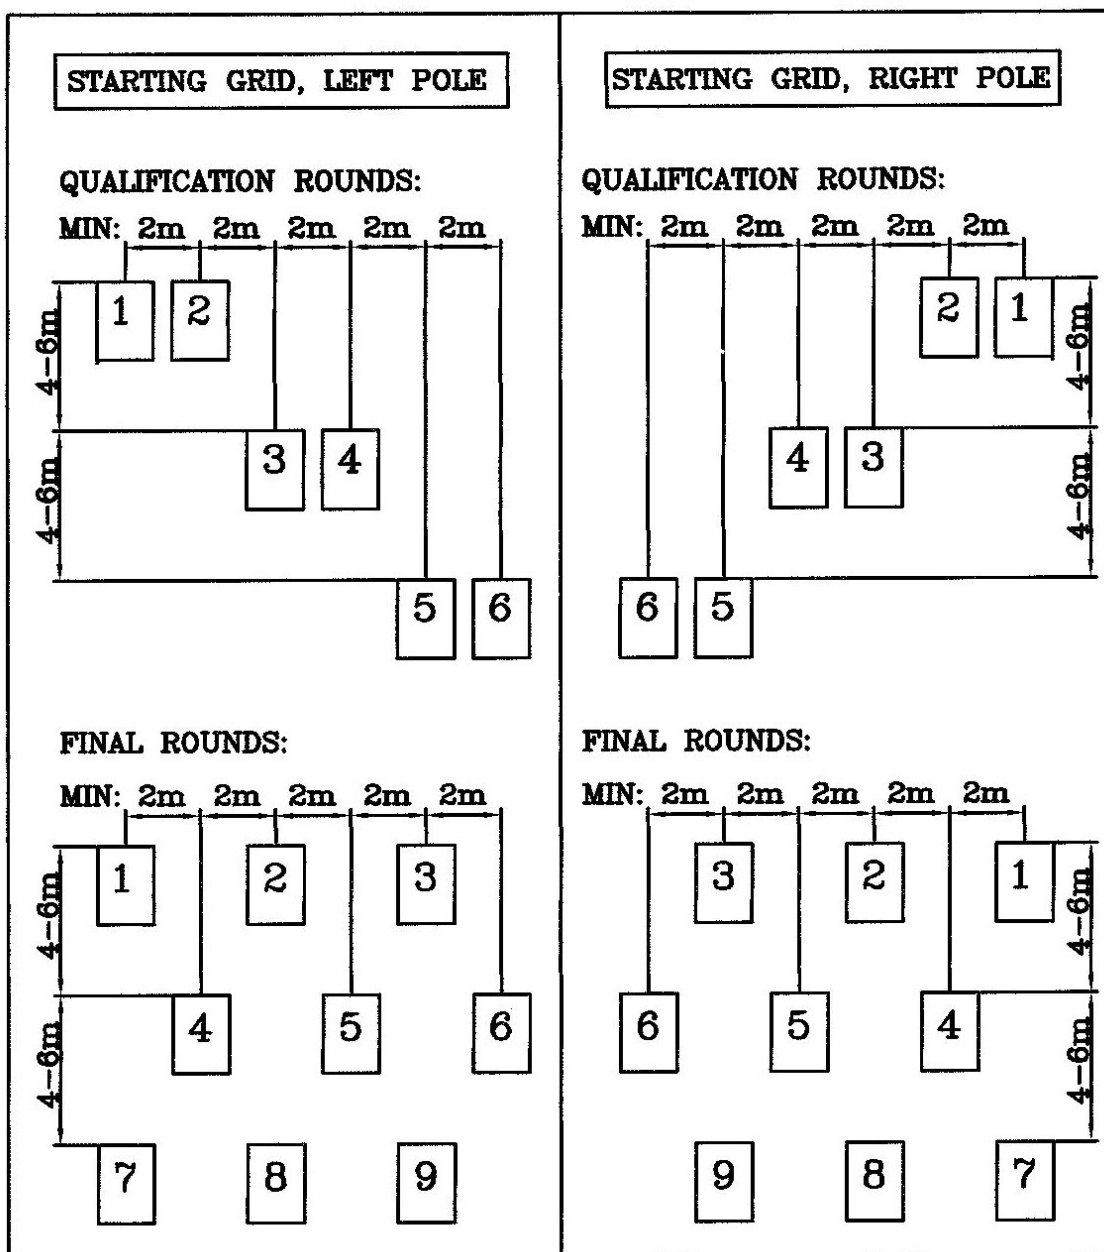 STARTING GRID, LEFT POLE
QUALIFICATION ROUNDS:
MIN: 2m 2m 2m 2m 2m
1 2
4-6m
3 4
4-6m
5 6
FINAL ROUNDS:
MIN: 2m 2m 2m 2m 2m
1 2 3
4-6m
4 5 6
4-6m
7 8 9
STARTING GRID, RIGHT POLE
QUALIFICATION ROUNDS:
MIN: 2m 2m 2m 2m 2m
2 1
4-6m
4 3
4-6m
6 5
FINAL ROUNDS:
MIN: 2m 2m 2m 2m 2m
3 2 1
4-6m
6 5 4
4-6m
9 8 7